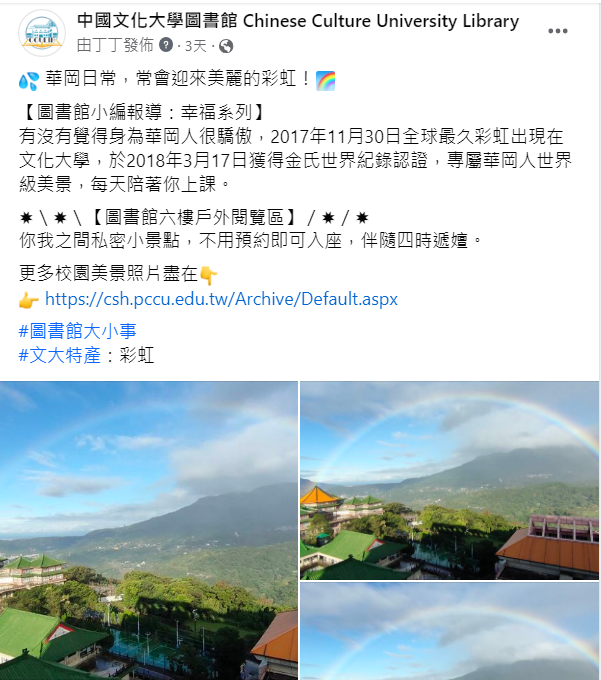 中國文化大學圖書館 Chinese Culture University Library
由丁丁發佈 · 3天 ·
華岡日常，常會迎來美麗的彩虹！
【圖書館小編報導：幸福系列】
有沒有覺得身為華岡人很驕傲，2017年11月30日全球最久彩虹出現在
文化大學，於2018年3月17日獲得金氏世界紀錄認證，專屬華岡人世界
級美景，每天陪著你上課。
✷ \ ✷ \【圖書館六樓戶外閱覽區】/ ✷ / ✷
你我之間私密小景點，不用預約即可入座，伴隨四時遞嬗。
更多校園美景照片盡在👇
👉 https://csh.pccu.edu.tw/Archive/Default.aspx
#圖書館大小事
#文大特產：彩虹